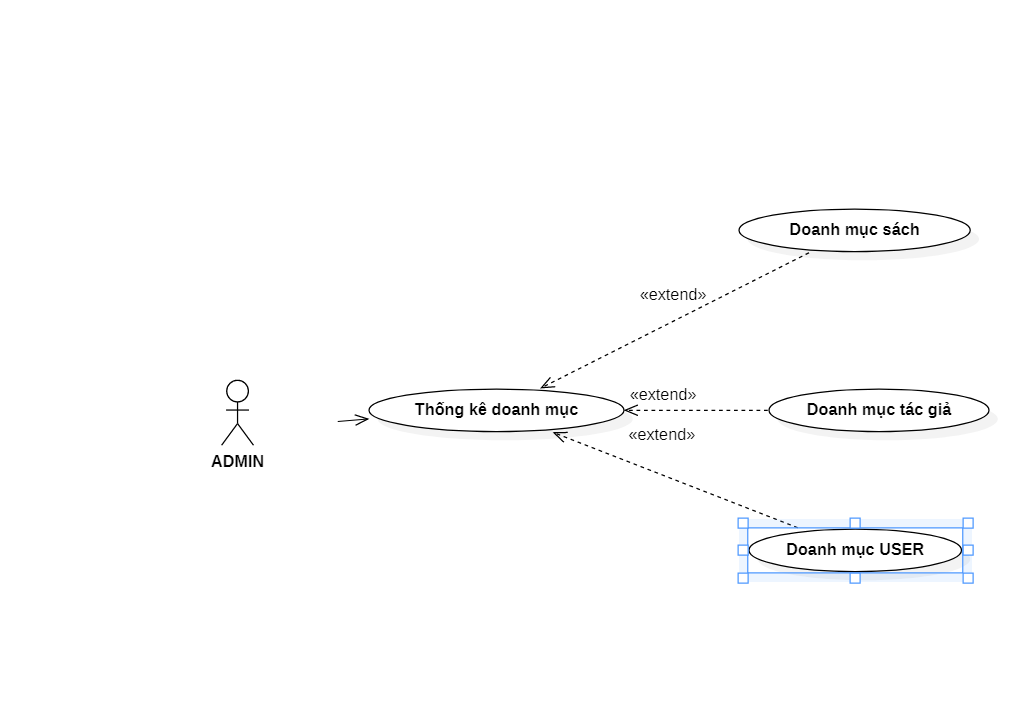 Doanh mục sách
«extend»
«extend»
Thống kê doanh mục
Doanh mục tác giả
«extend»
ADMIN
Doanh mục USER